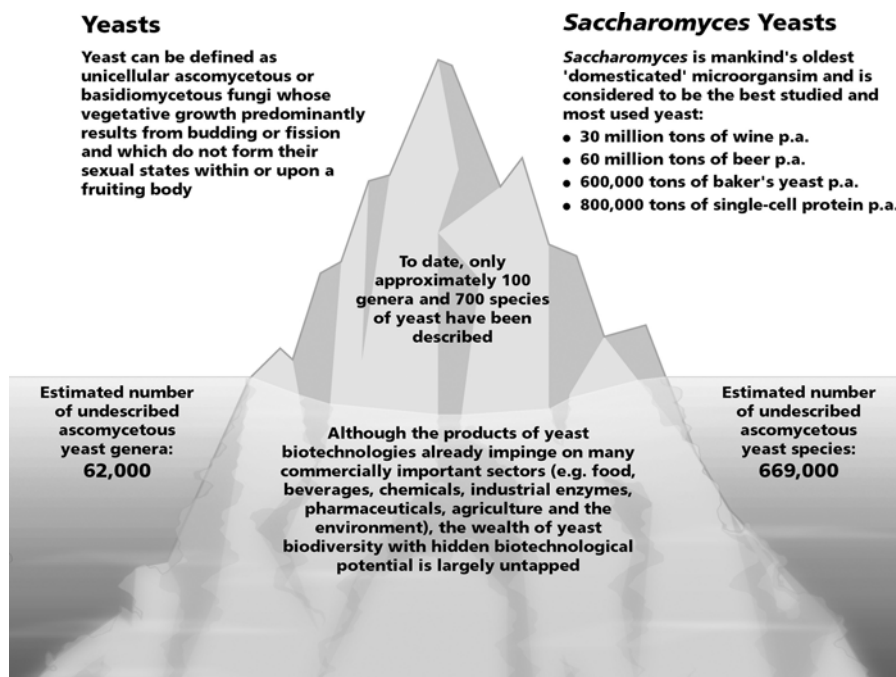 Yeasts
Yeast can be defined as
unicellular ascomycetous or
basidiomycetous fungi whose
vegetative growth predominantly
results from budding or fission
and which do not form their
sexual states within or upon a
fruiting body
Saccharomyces Yeasts
Saccharomyces is mankind's oldest
'domesticated' microorgansim and is
considered to be the best studied and
most used yeast:
• 30 million tons of wine p.a.
• 60 million tons of beer p.a.
• 600,000 tons of baker's yeast p.a.
• 800,000 tons of single-cell protein p.a.
To date, only
approximately 100
genera and 700 species
of yeast have been
described
Estimated number
of undescribed
ascomycetous
yeast genera:
62,000
Although the products of yeast
biotechnologies already impinge on many
commercially important sectors (e.g. food,
beverages, chemicals, industrial enzymes,
pharmaceuticals, agriculture and the
environment), the wealth of yeast
biodiversity with hidden biotechnological
potential is largely untapped
Estimated number
of undescribed
ascomycetous
yeast species:
669,000